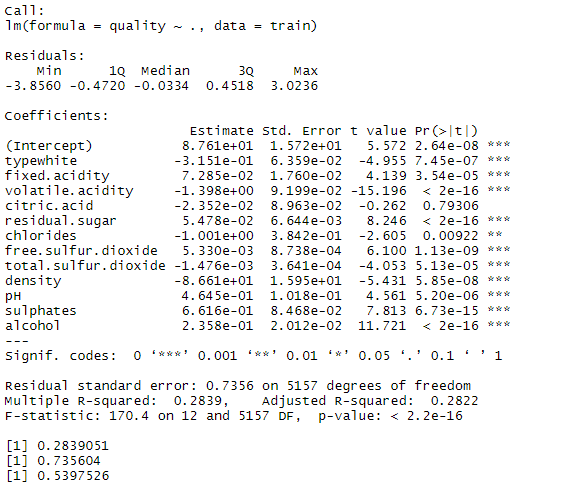 Call:
lm(formula = quality ~ ., data = train)
Residuals:
    Min      1Q  Median      3Q     Max
-3.8560 -0.4720 -0.0334  0.4518  3.0236
Coefficients:
                       Estimate Std. Error t value Pr(>|t|)
(Intercept)           8.761e+01  1.572e+01   5.572 2.64e-08 ***
typewhite            -3.151e-01  6.359e-02  -4.955 7.45e-07 ***
fixed.acidity         7.285e-02  1.760e-02   4.139 3.54e-05 ***
volatile.acidity     -1.398e+00  9.199e-02 -15.196  < 2e-16 ***
citric.acid          -2.352e-02  8.963e-02  -0.262  0.79306
residual.sugar        5.478e-02  6.644e-03   8.246  < 2e-16 ***
chlorides            -1.001e+00  3.842e-01  -2.605  0.00922 **
free.sulfur.dioxide   5.330e-03  8.738e-04   6.100 1.13e-09 ***
total.sulfur.dioxide -1.476e-03  3.641e-04  -4.053 5.13e-05 ***
density              -8.661e+01  1.595e+01  -5.431 5.85e-08 ***
pH                    4.645e-01  1.018e-01   4.561 5.20e-06 ***
sulphates             6.616e-01  8.468e-02   7.813 6.73e-15 ***
alcohol               2.358e-01  2.012e-02  11.721  < 2e-16 ***
---
Signif. codes:  0 ‘***’ 0.001 ‘**’ 0.01 ‘*’ 0.05 ‘.’ 0.1 ‘ ’ 1
Residual standard error: 0.7356 on 5157 degrees of freedom
Multiple R-squared:  0.2839,    Adjusted R-squared:  0.2822
F-statistic: 170.4 on 12 and 5157 DF,  p-value: < 2.2e-16
[1] 0.2839051
[1] 0.735604
[1] 0.5397526